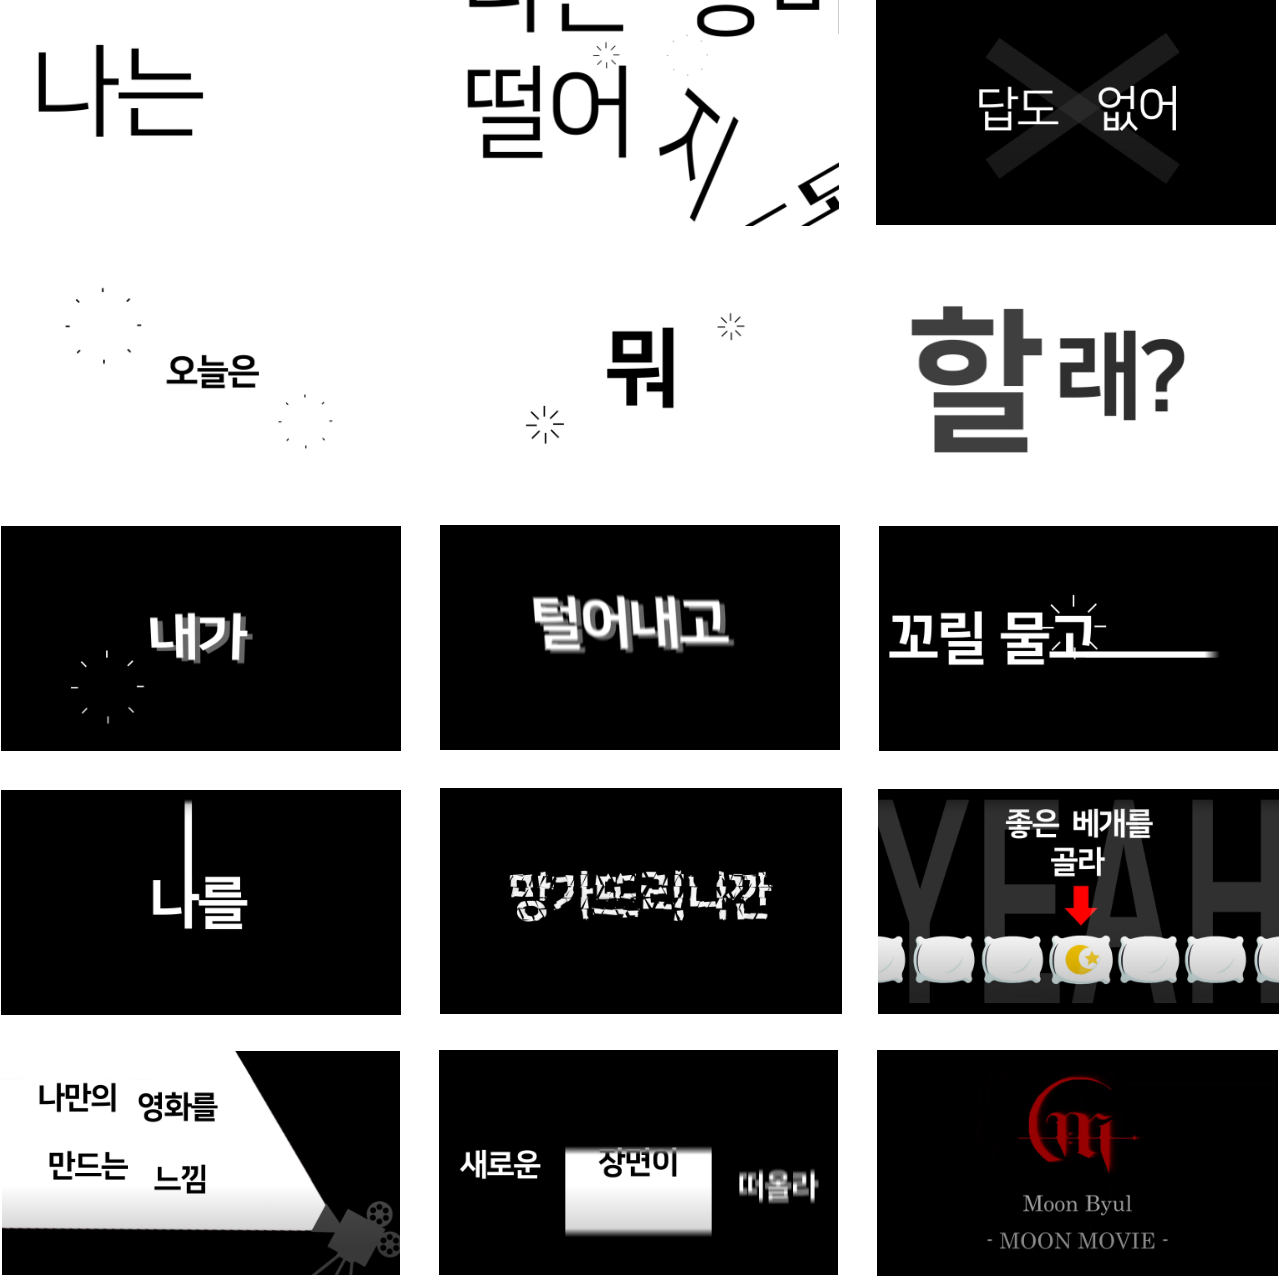 나는
떨어
지
답도 없어
오늘은
뭐
할래?
내가
털어내고
꼬릴 물고
나를
망가뜨리니깐
YEAH
좋은 베개를
골라
나만의 영화를
만드는 느낌
새로운 장면이 떠올라
Moon Byul
- MOON MOVIE -